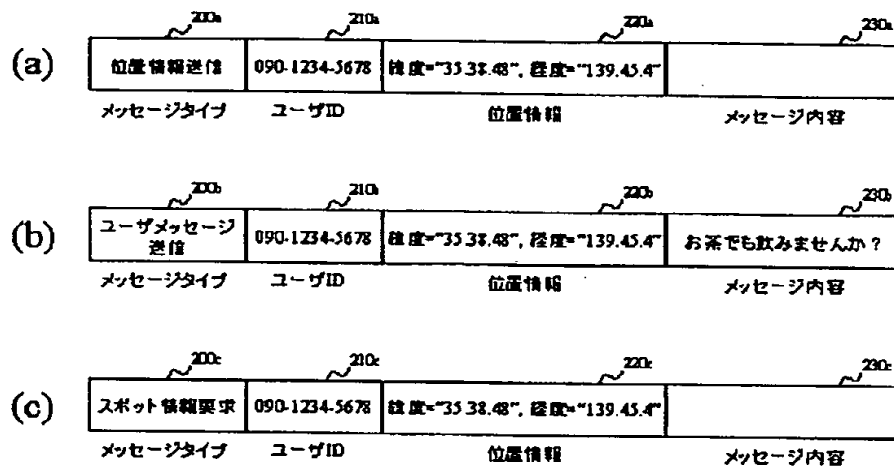 200a 210a 220a 230a
(a) 位置情報送信 090-1234-5678 緯度="35.38.48", 経度="139.45.4"
メッセージタイプ ユーザID 位置情報 メッセージ内容
200b 210b 220b 230b
(b) ユーザメッセージ 送信 090-1234-5678 緯度="35.38.48", 経度="139.45.4" お茶でも飲みませんか？
メッセージタイプ ユーザID 位置情報 メッセージ内容
200c 210c 220c 230c
(c) スポット情報要求 090-1234-5678 緯度="35.38.48", 経度="139.45.4"
メッセージタイプ ユーザID 位置情報 メッセージ内容